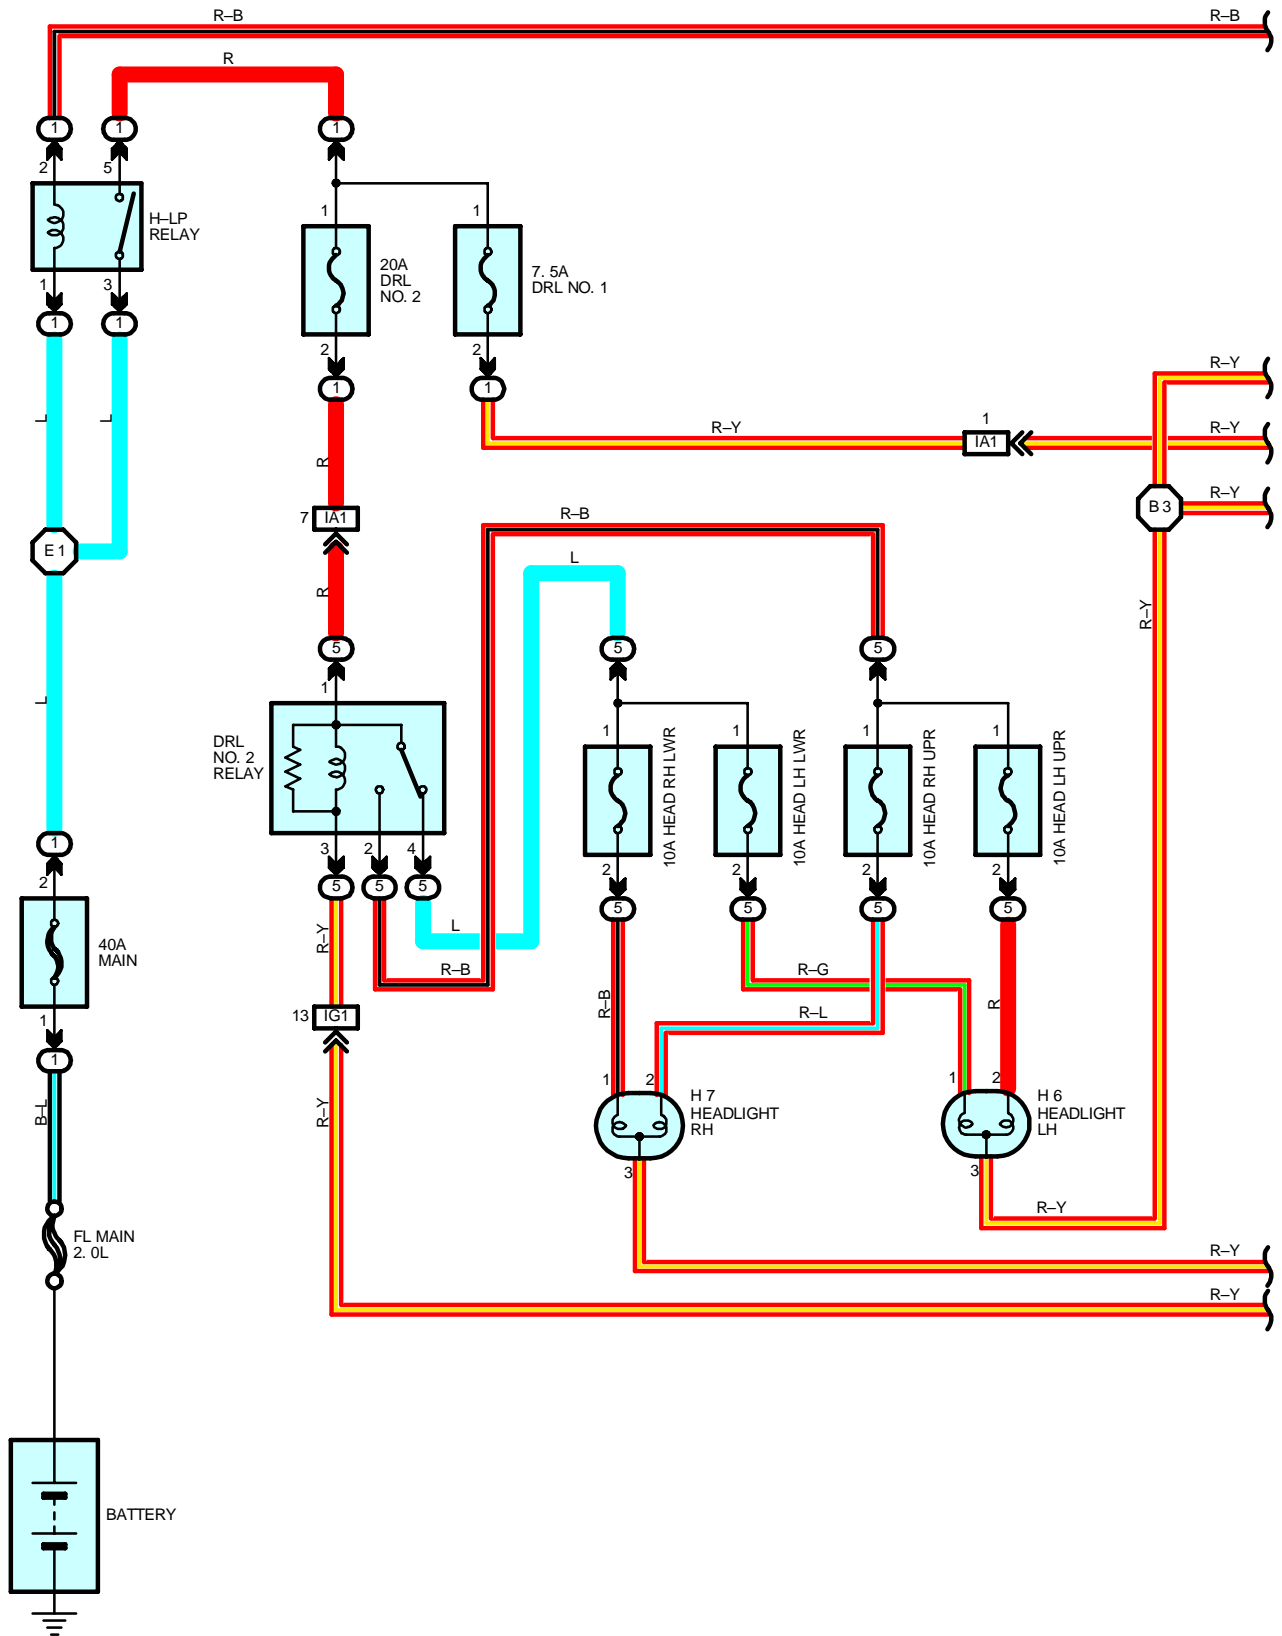 R–B
R–B
R
1
1
1
2
5
H–LP
RELAY
1
1
20A
DRL
NO. 2
7. 5A
DRL NO. 1
1
3
1
1
2
2
1
1
R–Y
L
L
R–Y
1
IA1
R–Y
R
R–Y
B 3
7
IA1
R–B
E 1
L
R
R–Y
5
5
5
1
L
DRL
NO. 2
RELAY
1
1
1
1
10A HEAD RH LWR
10A HEAD LH LWR
10A HEAD RH UPR
10A HEAD LH UPR
1
3
2
4
2
2
2
2
2
5
5
5
5
5
5
5
40A
MAIN
R–Y
L
R–B
R–G
R–B
R–L
R
1
13
IG1
1
B–L
R–Y
1
2
H 7
HEADLIGHT
RH
1
2
H 6
HEADLIGHT
LH
3
3
R–Y
FL MAIN
2. 0L
R–Y
R–Y
BATTERY